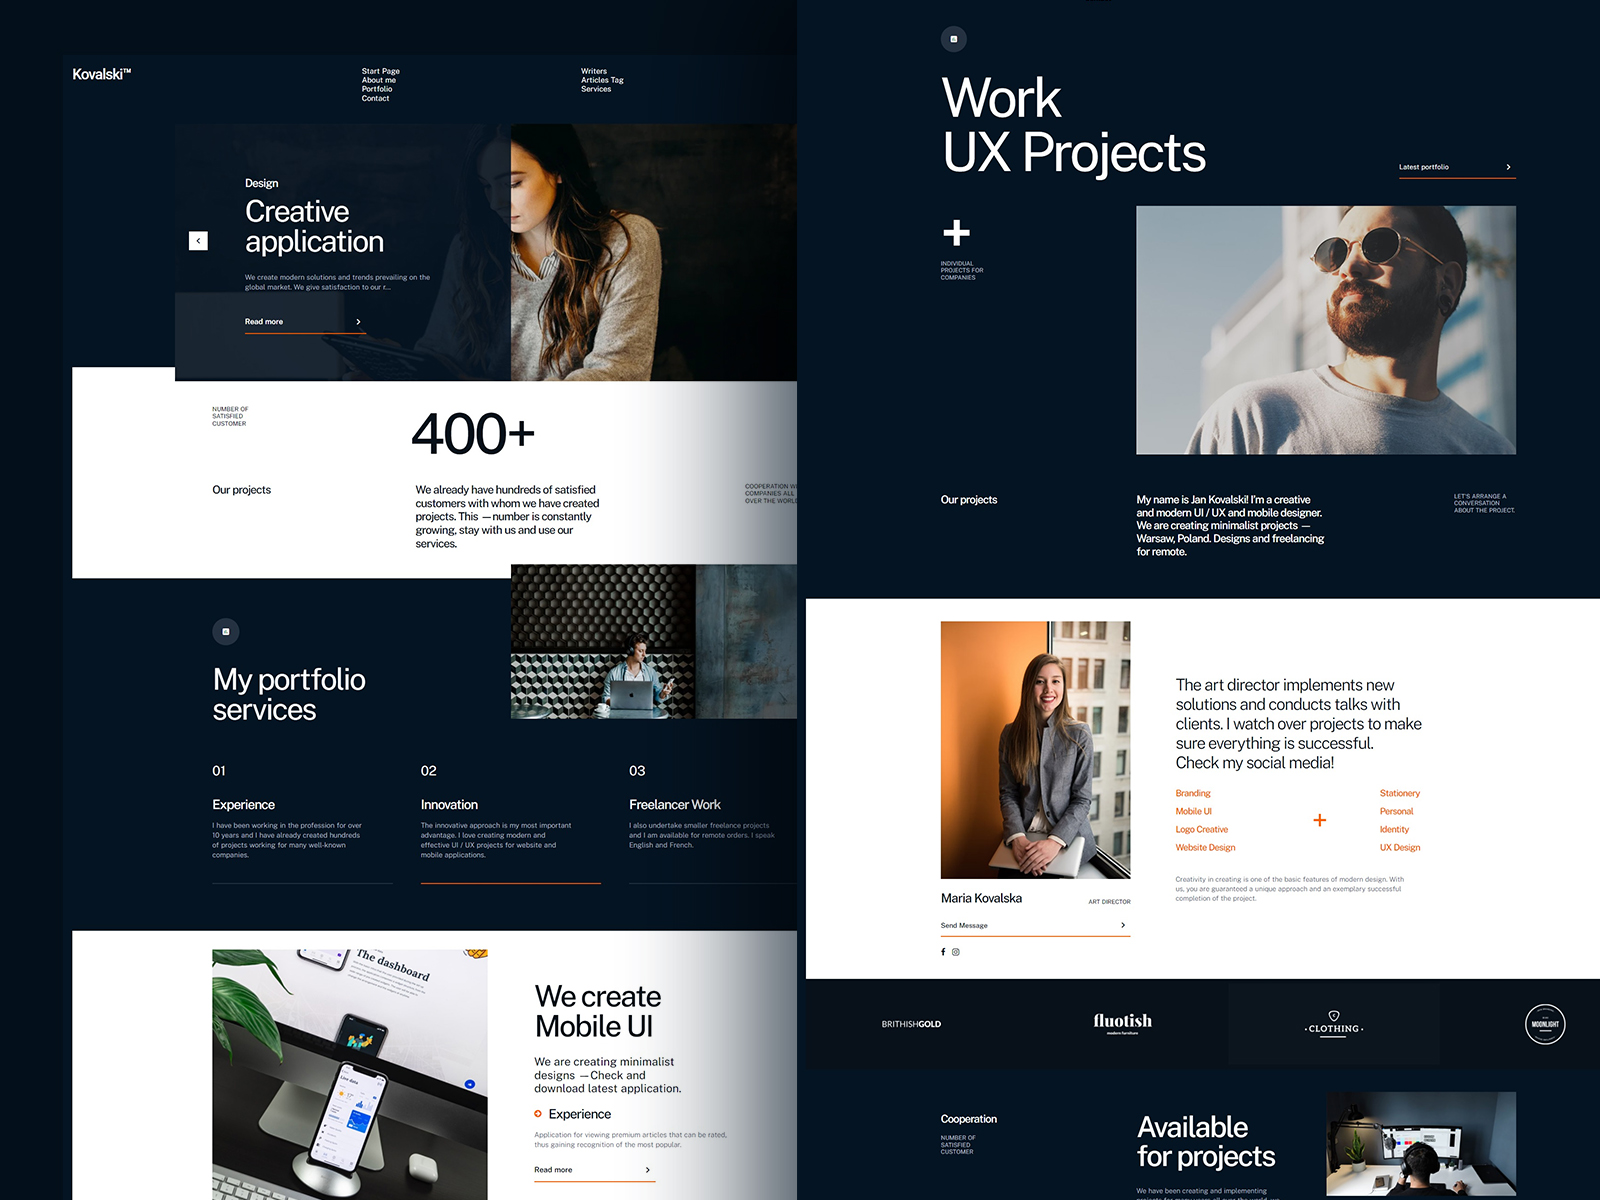 Kovalski™
Start Page
About me
Portfolio
Contact
Writers
Articles Tag
Services
Design
Creative
application
We create modern solutions and trends prevailing on the
global market. We give satisfaction to our r...
Read more
NUMBER OF
SATISFIED
CUSTOMER
400+
Our projects
We already have hundreds of satisfied
customers with whom we have created
projects. This —number is constantly
growing, stay with us and use our
services.
COOPERATION WI
COMPANIES ALL
OVER THE WORLD
My portfolio
services
01
Experience
I have been working in the profession for over
10 years and I have already created hundreds
of projects working for many well-known
companies.
02
Innovation
The innovative approach is my most important
advantage. I love creating modern and
effective UI / UX projects for website and
mobile applications.
03
Freelancer Work
I also undertake smaller freelance projects
and I am available for remote orders. I speak
English and French.
The dashboard
Live data
We create
Mobile UI
We are creating minimalist
designs —Check and
download latest application.
Experience
Application for viewing premium articles that can be rated,
thus gaining recognition of the most popular.
Read more
Work
UX Projects
Latest portfolio
INDIVIDUAL
PROJECTS FOR
COMPANIES
Our projects
My name is Jan Kovalski! I'm a creative
and modern UI / UX and mobile designer.
We are creating minimalist projects —
Warsaw, Poland. Designs and freelancing
for remote.
LET'S ARRANGE A
CONVERSATION
ABOUT THE PROJECT.
The art director implements new
solutions and conducts talks with
clients. I watch over projects to make
sure everything is successful.
Check my social media!
Branding
Mobile UI
Logo Creative
Website Design
+
Stationery
Personal
Identity
UX Design
Creativity in creating is one of the basic features of modern design. With
us, you are guaranteed a unique approach and an exemplary successful
completion of the project.
Maria Kovalska
ART DIRECTOR
Send Message
BRITHISHGOLD
fluotish
modern furniture
CLOTHING
MOONLIGHT
Cooperation
NUMBER OF
SATISFIED
CUSTOMER
Available
for projects
We have been creating and implementing